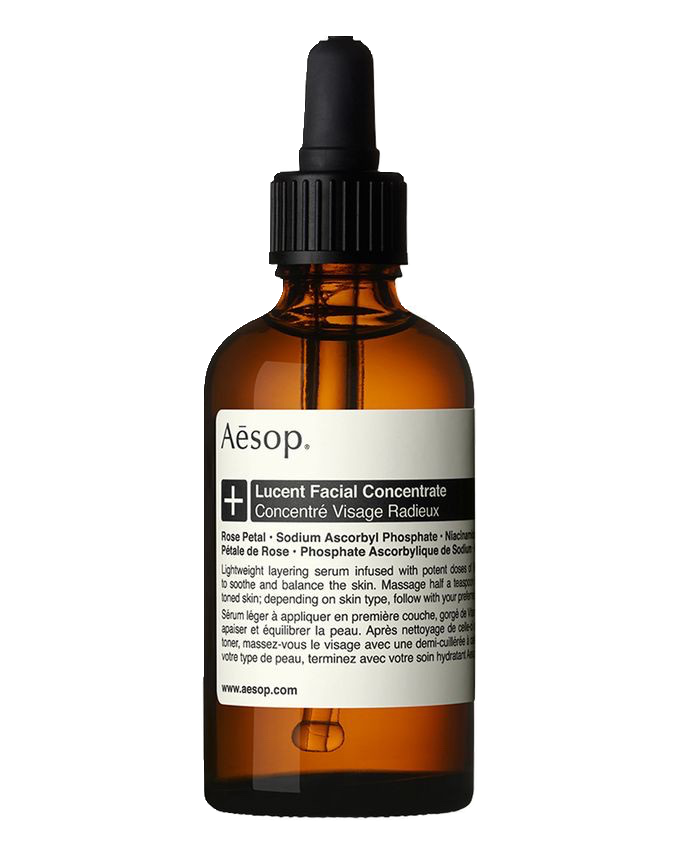 Aēsop®
+
Lucent Facial Concentrate
Concentré Visage Radieux
Rose Petal · Sodium Ascorbyl Phosphate ·
Pétale de Rose · Phosphate Ascorbylique de Sodium ·
Lightweight layering serum infused with potent doses of
to soothe and balance the skin. Massage half a
toned skin; depending on skin type, follow with your
Sérum léger à appliquer en première couche, gorgé de
apaiser et équilibrer la peau. Après nettoyage de
toner, massez-vous le visage avec une demi-cuillérée à
votre type de peau, terminez avec votre soin hydratant
www.aesop.com